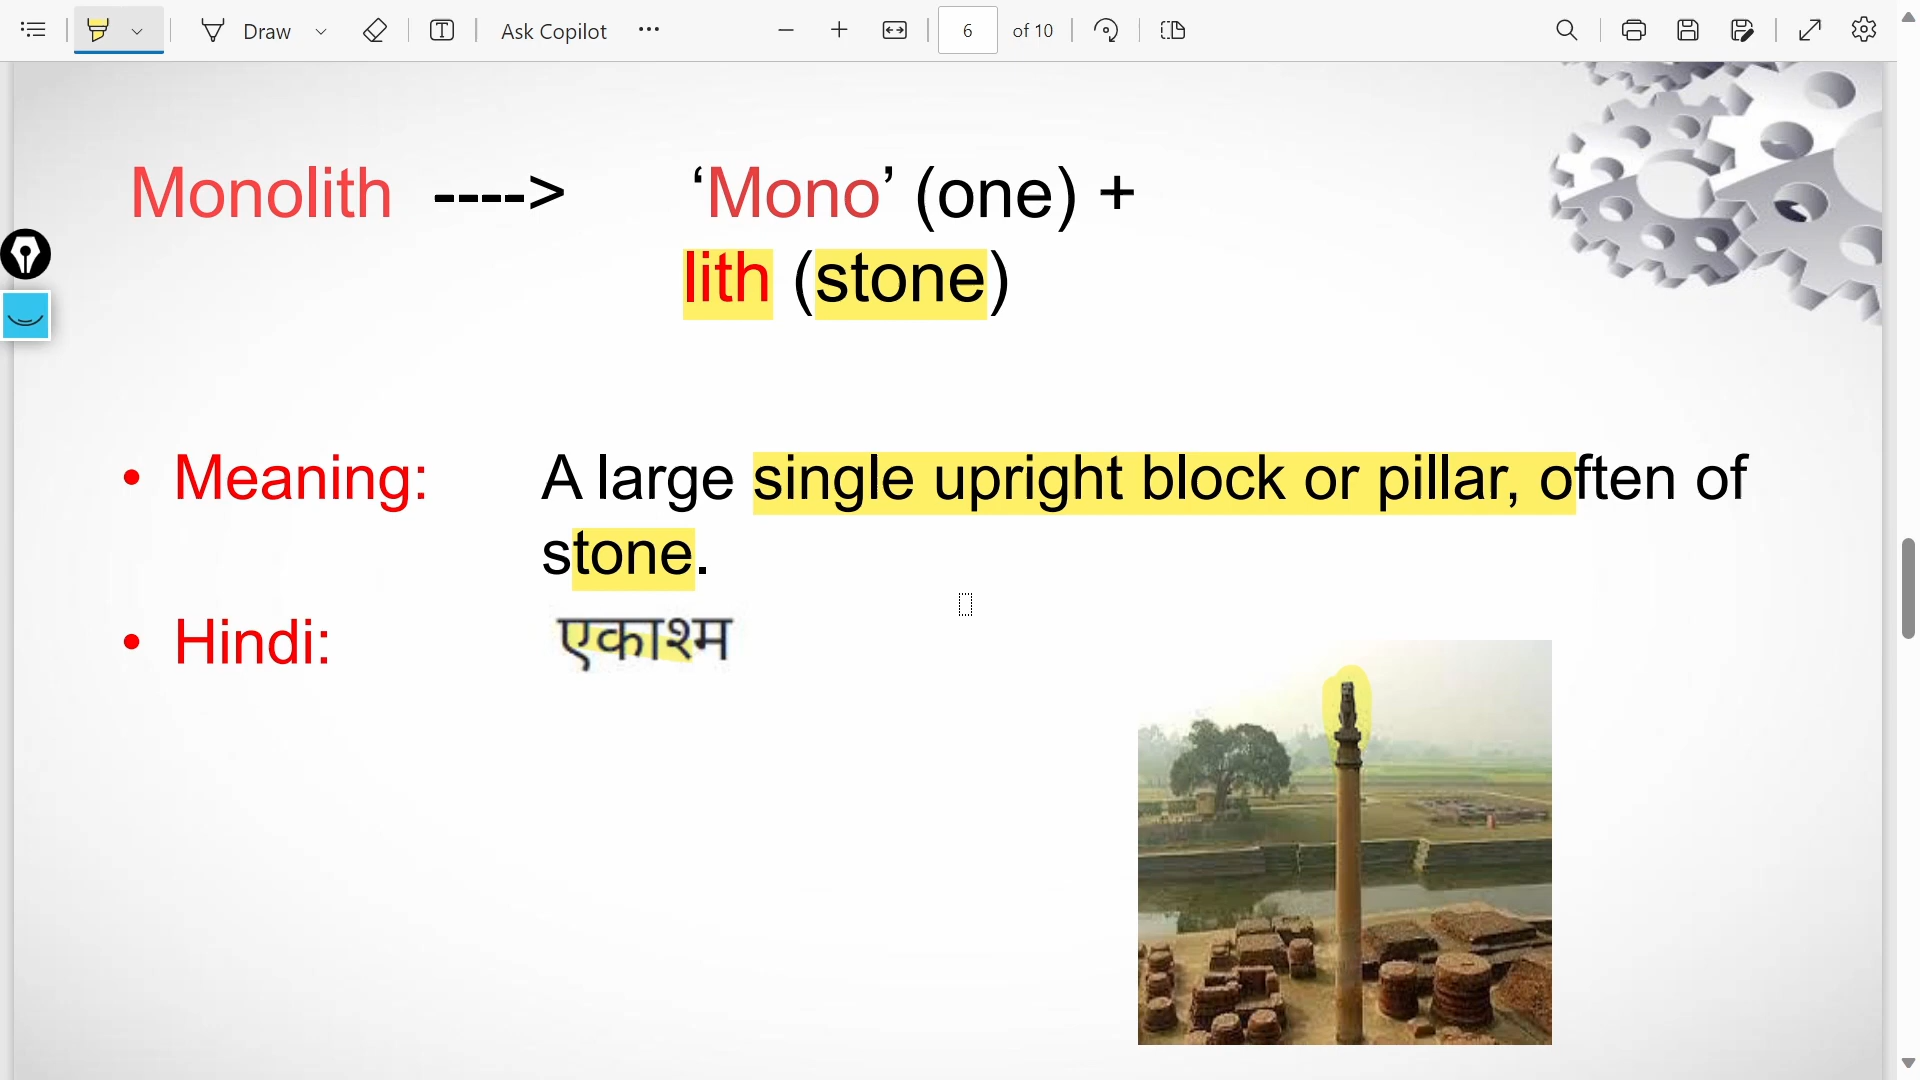 Draw
Ask Copilot
6 of 10
Monolith ----> ‘Mono’ (one) +
lith (stone)
• Meaning: A large single upright block or pillar, often of
stone.
• Hindi: एकाश्म